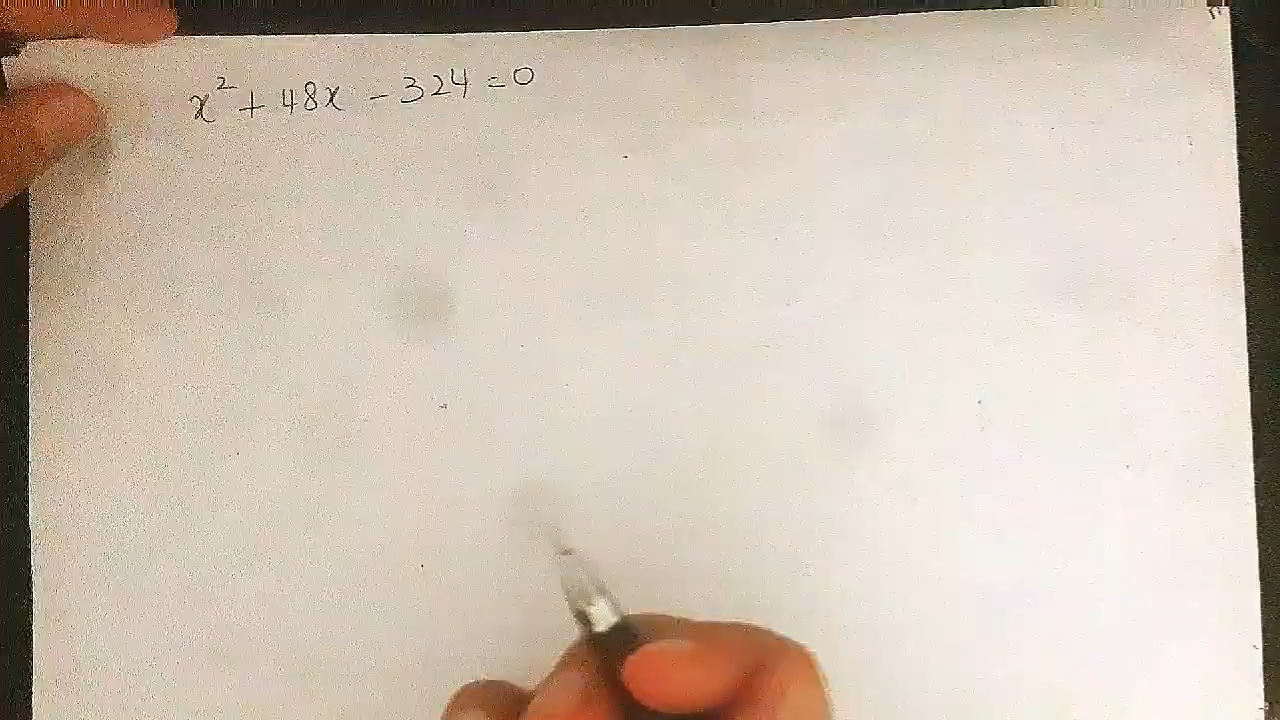 x² + 48x - 324 = 0